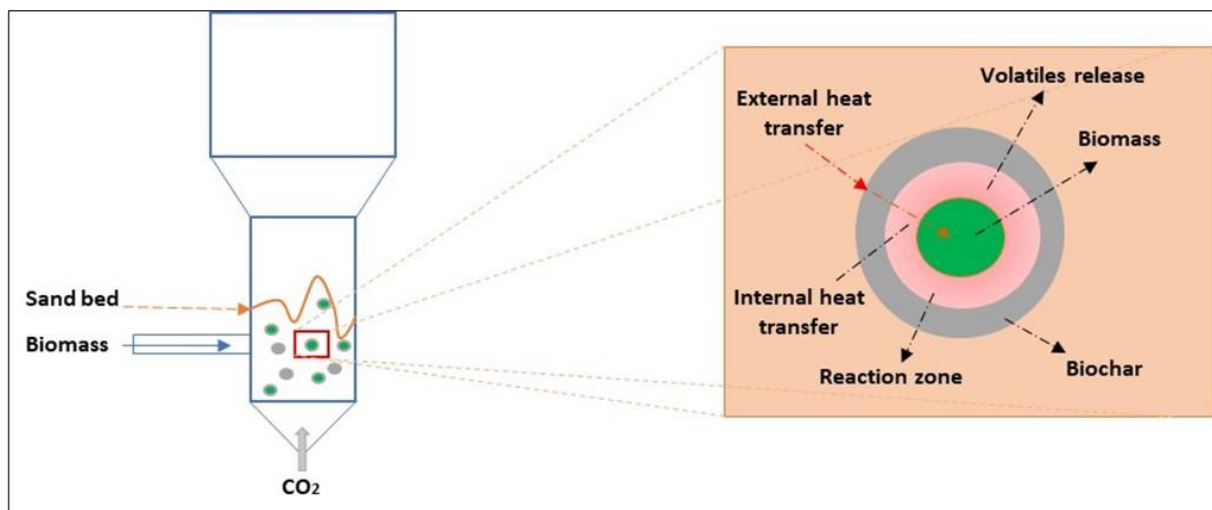 Sand bed
Biomass
CO₂
Volatiles release
External heat
transfer
Biomass
Internal heat
transfer
Reaction zone
Biochar